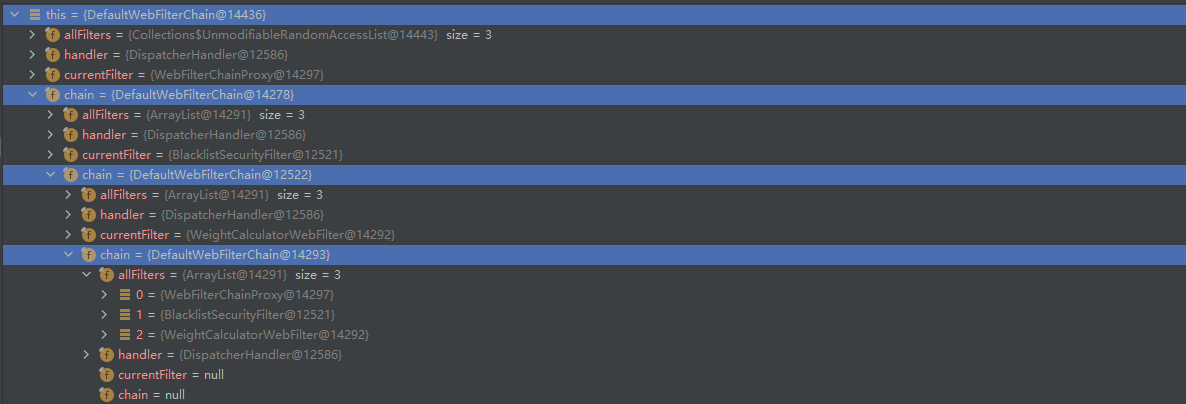 this = {DefaultWebFilterChain@14436}
f allFilters = {Collections$UnmodifiableRandomAccessList@14443} size = 3
f handler = {DispatcherHandler@12586}
f currentFilter = {WebFilterChainProxy@14297}
f chain = {DefaultWebFilterChain@14278}
f allFilters = {ArrayList@14291} size = 3
f handler = {DispatcherHandler@12586}
f currentFilter = {BlacklistSecurityFilter@12521}
f chain = {DefaultWebFilterChain@12522}
f allFilters = {ArrayList@14291} size = 3
f handler = {DispatcherHandler@12586}
f currentFilter = {WeightCalculatorWebFilter@14292}
f chain = {DefaultWebFilterChain@14293}
f allFilters = {ArrayList@14291} size = 3
0 = {WebFilterChainProxy@14297}
1 = {BlacklistSecurityFilter@12521}
2 = {WeightCalculatorWebFilter@14292}
f handler = {DispatcherHandler@12586}
f currentFilter = null
f chain = null